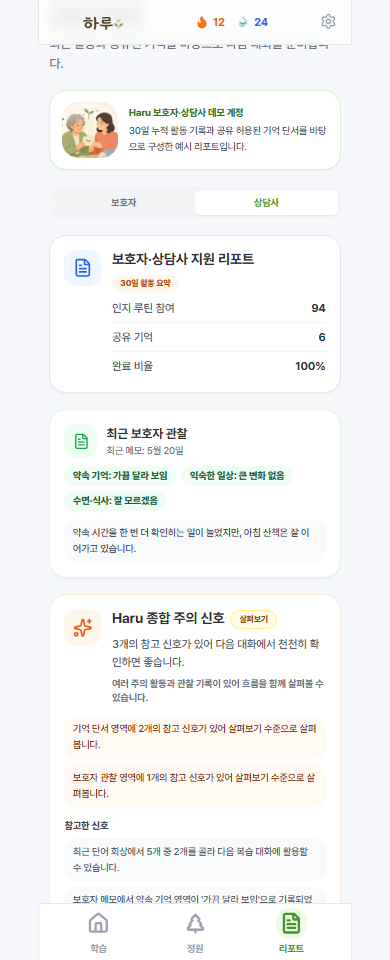 하루
12
24
최근 활동과 공유된 기억을 바탕으로 다음 대화를 준비합니
다.
Haru 보호자·상담사 데모 계정
30일 누적 활동 기록과 공유 허용된 기억 단서를 바탕
으로 구성한 예시 리포트입니다.
보호자
상담사
보호자·상담사 지원 리포트
30일 활동 요약
인지 루틴 참여 94
공유 기억 6
완료 비율 100%
최근 보호자 관찰
최근 메모: 5월 20일
약속 기억: 가끔 달라 보임 익숙한 일상: 큰 변화 없음
수면·식사: 잘 모르겠음
약속 시간을 한 번 더 확인하는 일이 늘었지만, 아침 산책은 잘 이
어가고 있습니다.
Haru 종합 주의 신호 살펴보기
3개의 참고 신호가 있어 다음 대화에서 천천히 확
인하면 좋습니다.
여러 주의 활동과 관찰 기록이 있어 흐름을 함께 살펴볼 수
있습니다.
기억 단서 영역에 2개의 참고 신호가 있어 살펴보기 수준으로 살펴
봅니다.
보호자 관찰 영역에 1개의 참고 신호가 있어 살펴보기 수준으로 살
펴봅니다.
참고한 신호
최근 단어 회상에서 5개 중 2개를 골라 다음 복습 대화에 활용할
수 있습니다.
보호자 메모에서 약속 기억 영역이 '가끔 달라 보임'으로 기록되었
학습
정원
리포트